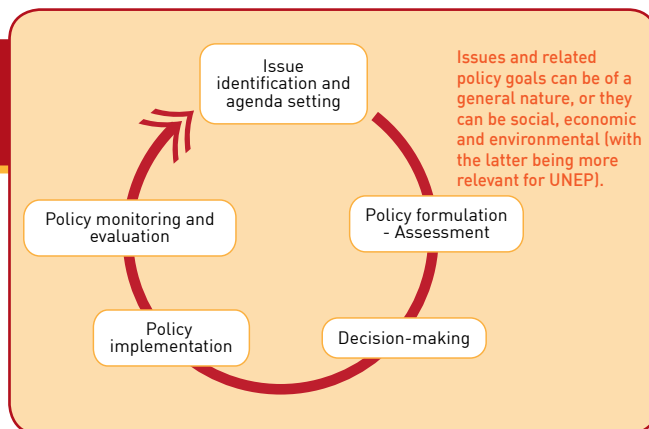 Issue
identification and
agenda setting
Issues and related
policy goals can be of a
general nature, or they
can be social, economic
and environmental (with
the latter being more
relevant for UNEP).
Policy formulation
- Assessment
Decision-making
Policy
implementation
Policy monitoring and
evaluation